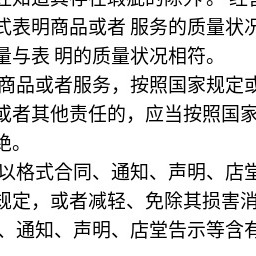 式表明商品或者 服务的质量状况
量与表 明的质量状况相符。
商品或者服务，按照国家规定或
或者其他责任的，应当按照国家
绝。
以格式合同、通知、声明、店堂
规定，或者减轻、免除其损害消
、通知、声明、店堂告示等含有